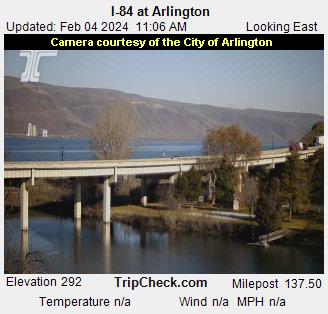 I-84 at Arlington
Updated: Feb 04 2024 11:06 AM Looking East
Camera courtesy of the City of Arlington
Elevation 292 TripCheck.com Milepost 137.50
Temperature n/a Wind n/a MPH n/a